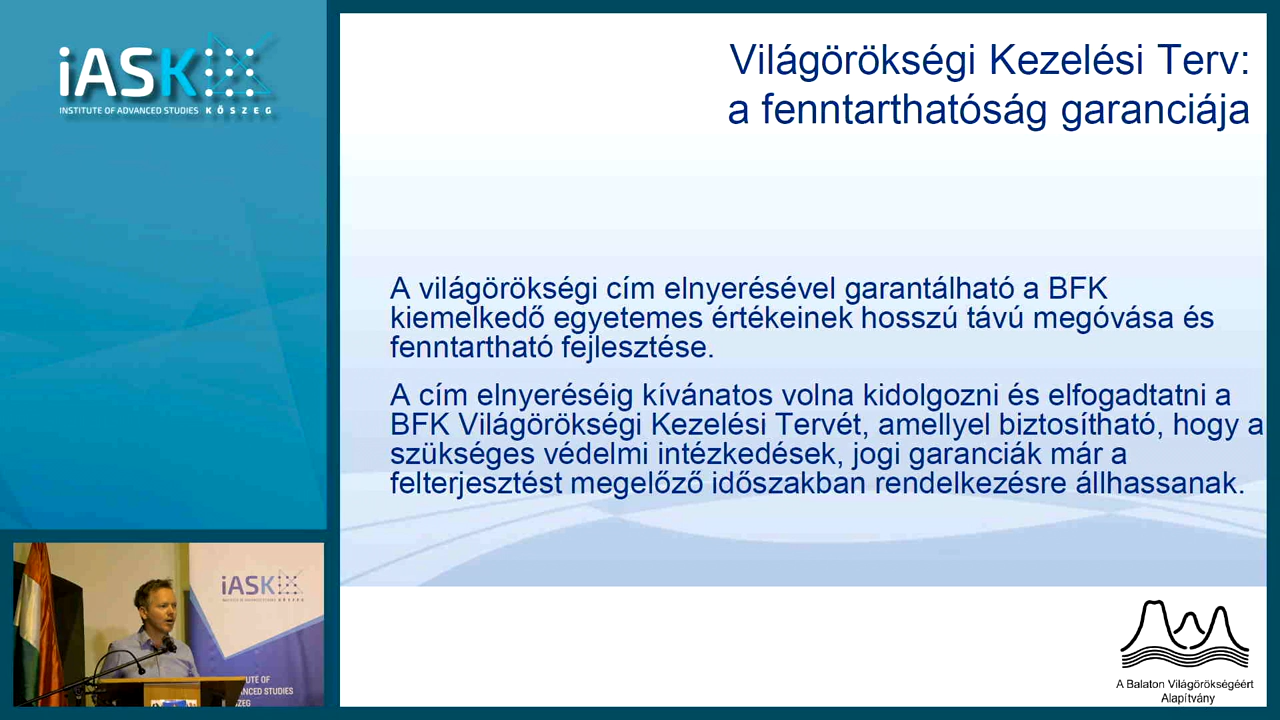 iASK
INSTITUTE OF ADVANCED STUDIES KŐSZEG
Világörökségi Kezelési Terv:
a fenntarthatóság garanciája
A világörökségi cím elnyerésével garantálható a BFK
kiemelkedő egyetemes értékeinek hosszú távú megóvása és
fenntartható fejlesztése.
A cím elnyeréséig kívánatos volna kidolgozni és elfogadtatni a
BFK Világörökségi Kezelési Tervét, amellyel biztosítható, hogy a
szükséges védelmi intézkedések, jogi garanciák már a
felterjesztést megelőző időszakban rendelkezésre állhassanak.
A Balaton Világörökségéért
Alapítvány
iASK